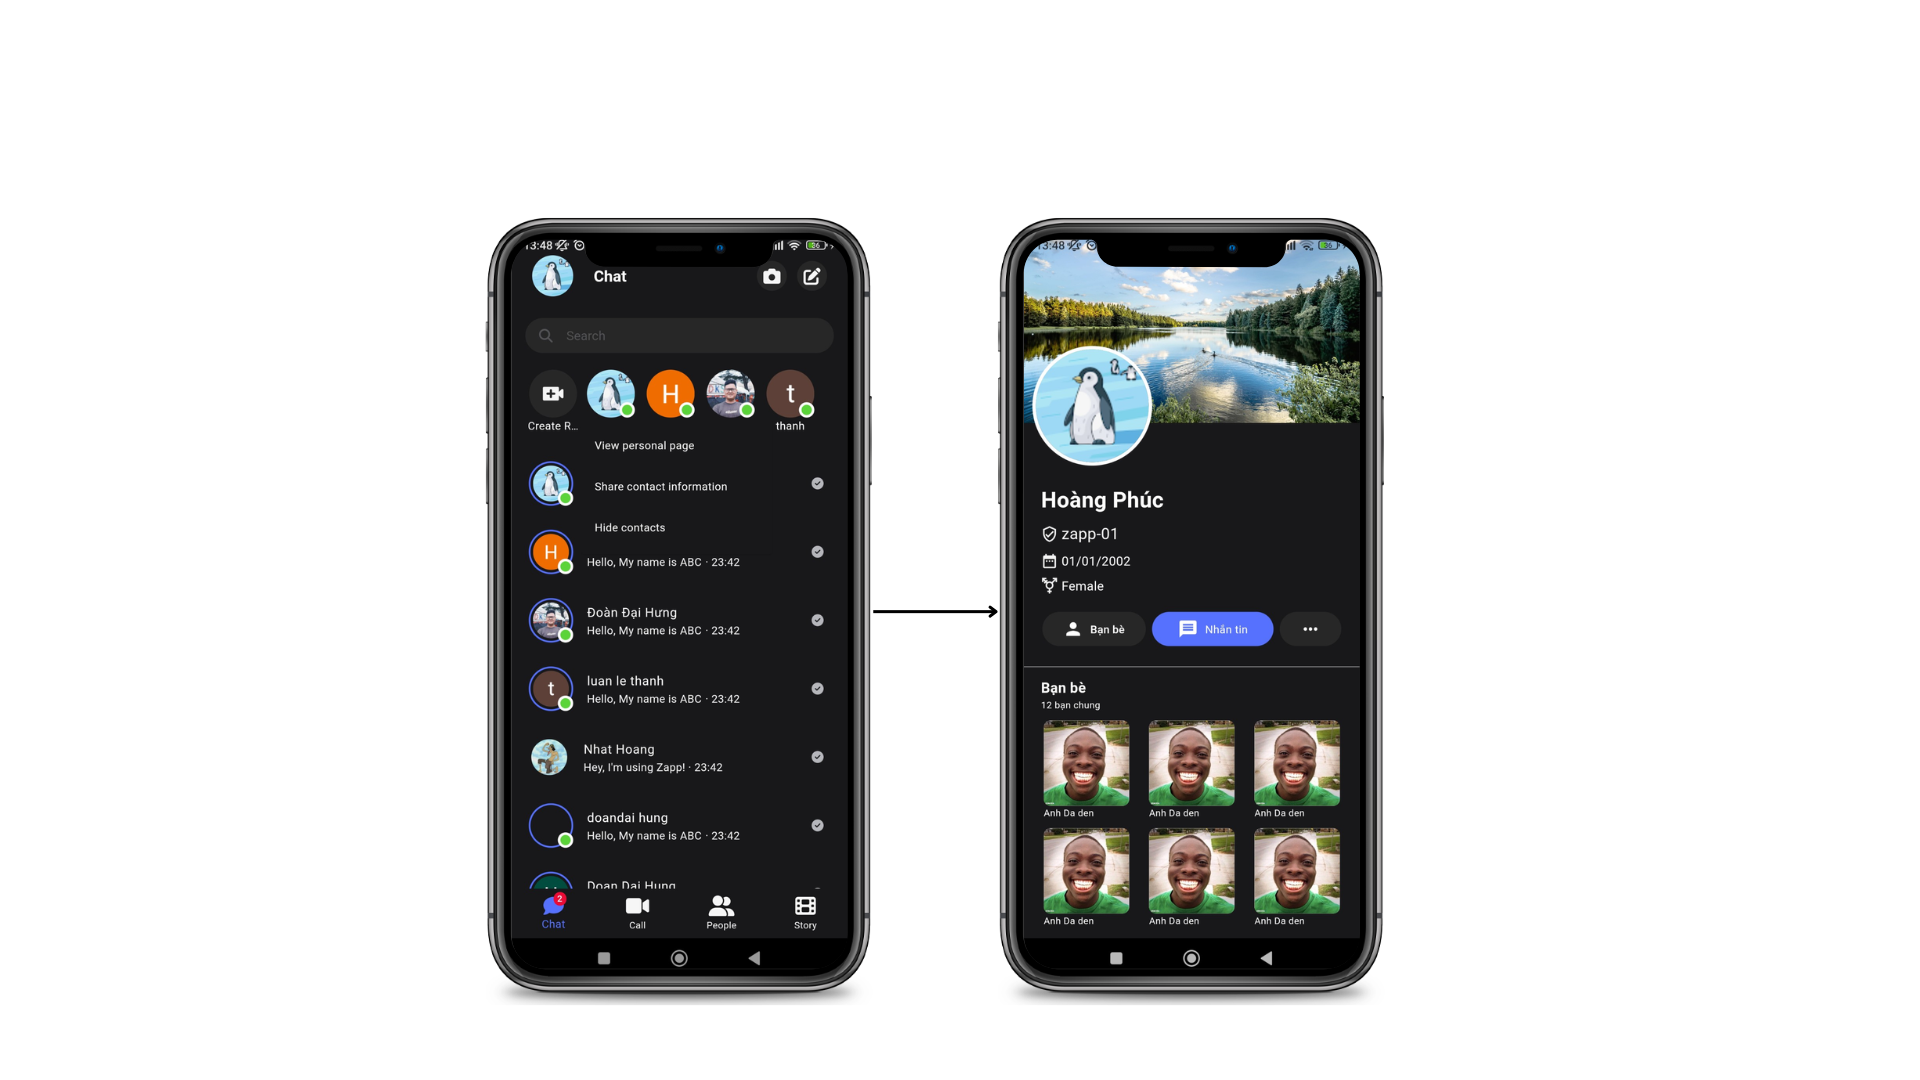 13:48
Chat
Search
Create R...
H
t
thanh
View personal page
Share contact information
Hide contacts
H
Hello, My name is ABC · 23:42
Đoàn Đại Hưng
Hello, My name is ABC · 23:42
t
luan le thanh
Hello, My name is ABC · 23:42
Nhat Hoang
Hey, I'm using Zapp! · 23:42
doandai hung
Hello, My name is ABC · 23:42
Doan Dai Hung
2
Chat
Call
People
Story
13:48
Hoàng Phúc
zapp-01
01/01/2002
Female
Bạn bè
Nhắn tin
Bạn bè
12 bạn chung
Anh Da den
Anh Da den
Anh Da den
Anh Da den
Anh Da den
Anh Da den